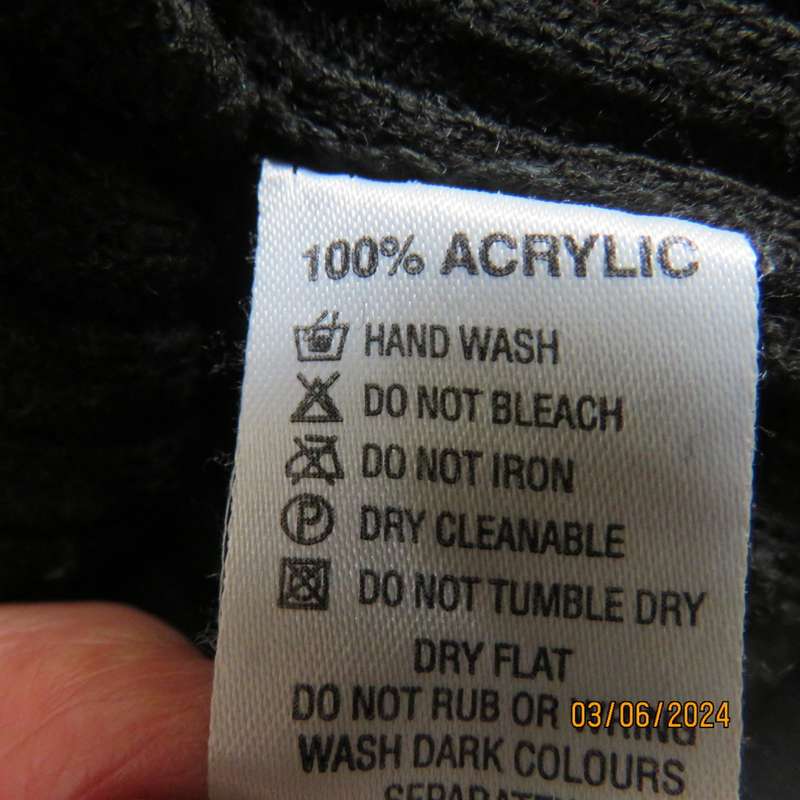 100% ACRYLIC
HAND WASH
DO NOT BLEACH
DO NOT IRON
P DRY CLEANABLE
DO NOT TUMBLE DRY
DRY FLAT
DO NOT RUB OR WRING
03/06/2024
WASH DARK COLOURS